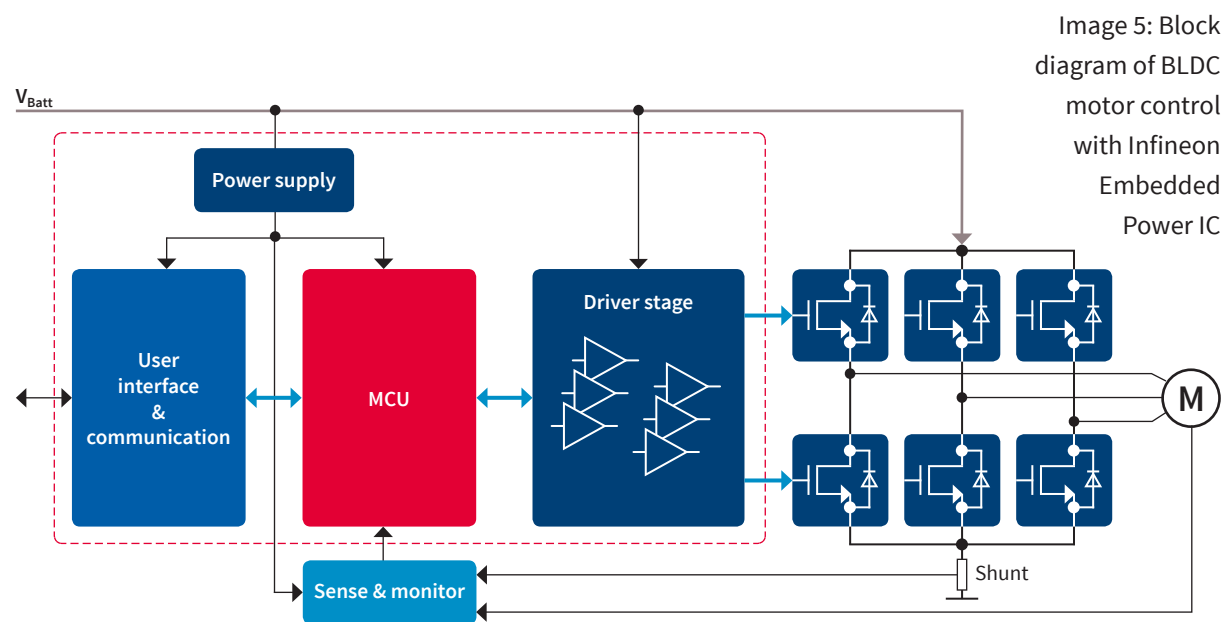 Image 5: Block
diagram of BLDC
motor control
with Infineon
Embedded
Power IC
VBatt
Power supply
User
interface
&
communication
MCU
Driver stage
M
Sense & monitor
Shunt